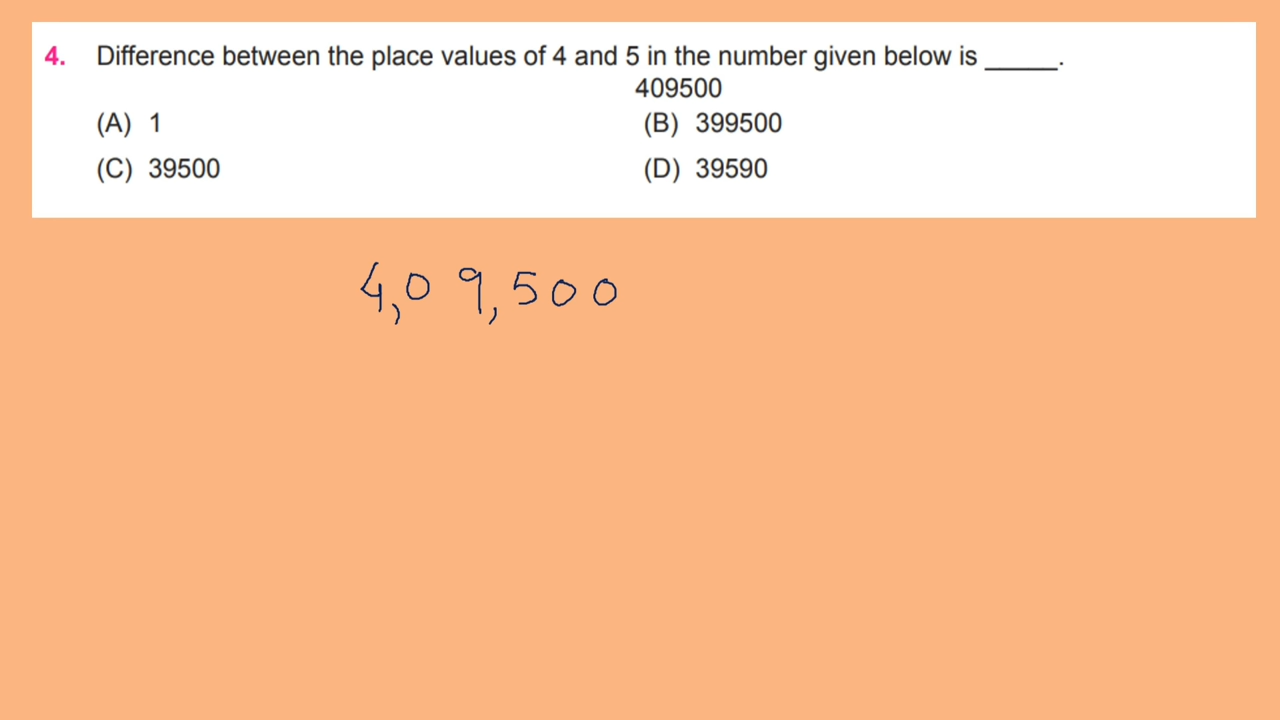 4. Difference between the place values of 4 and 5 in the number given below is _____.
409500
(A) 1 (B) 399500
(C) 39500 (D) 39590
4,09,500